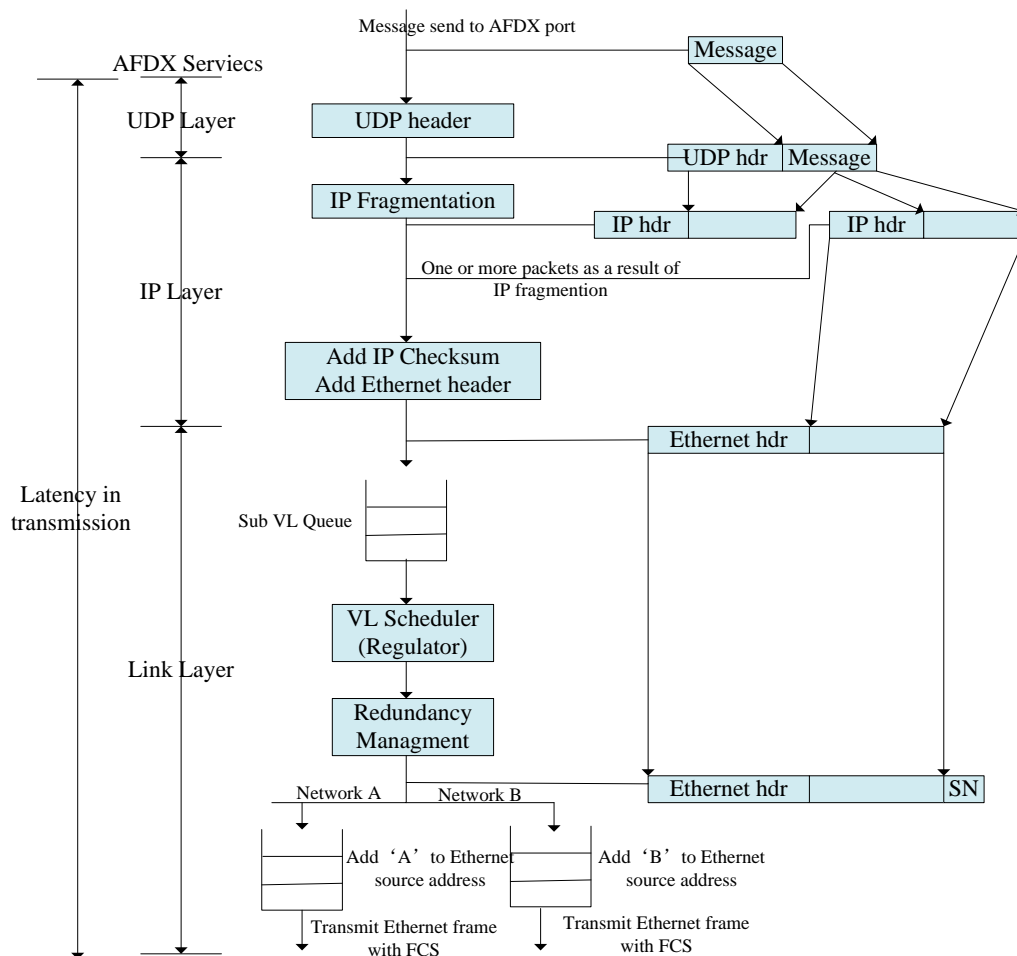 Message send to AFDX port
Message
AFDX Serviecs
UDP Layer
UDP header
UDP hdr
Message
IP Fragmentation
IP hdr
IP hdr
One or more packets as a result of
IP fragmention
IP Layer
Add IP Checksum
Add Ethernet header
Ethernet hdr
Latency in
transmission
Sub VL Queue
VL Scheduler
(Regulator)
Link Layer
Redundancy
Managment
Ethernet hdr
SN
Network A
Network B
Add ‘A’ to Ethernet
source address
Add ‘B’ to Ethernet
source address
Transmit Ethernet frame
with FCS
Transmit Ethernet frame
with FCS